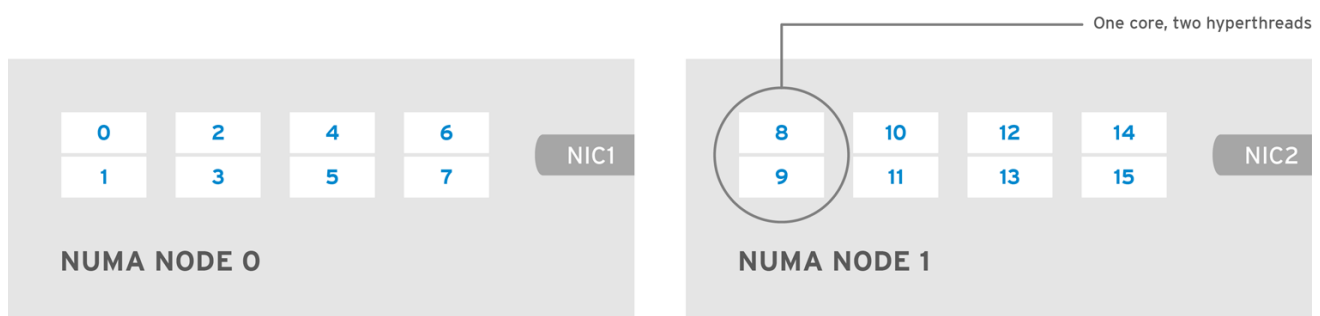 One core, two hyperthreads
0 2 4 6
1 3 5 7
NIC1
NUMA NODE 0
8 10 12 14
9 11 13 15
NIC2
NUMA NODE 1